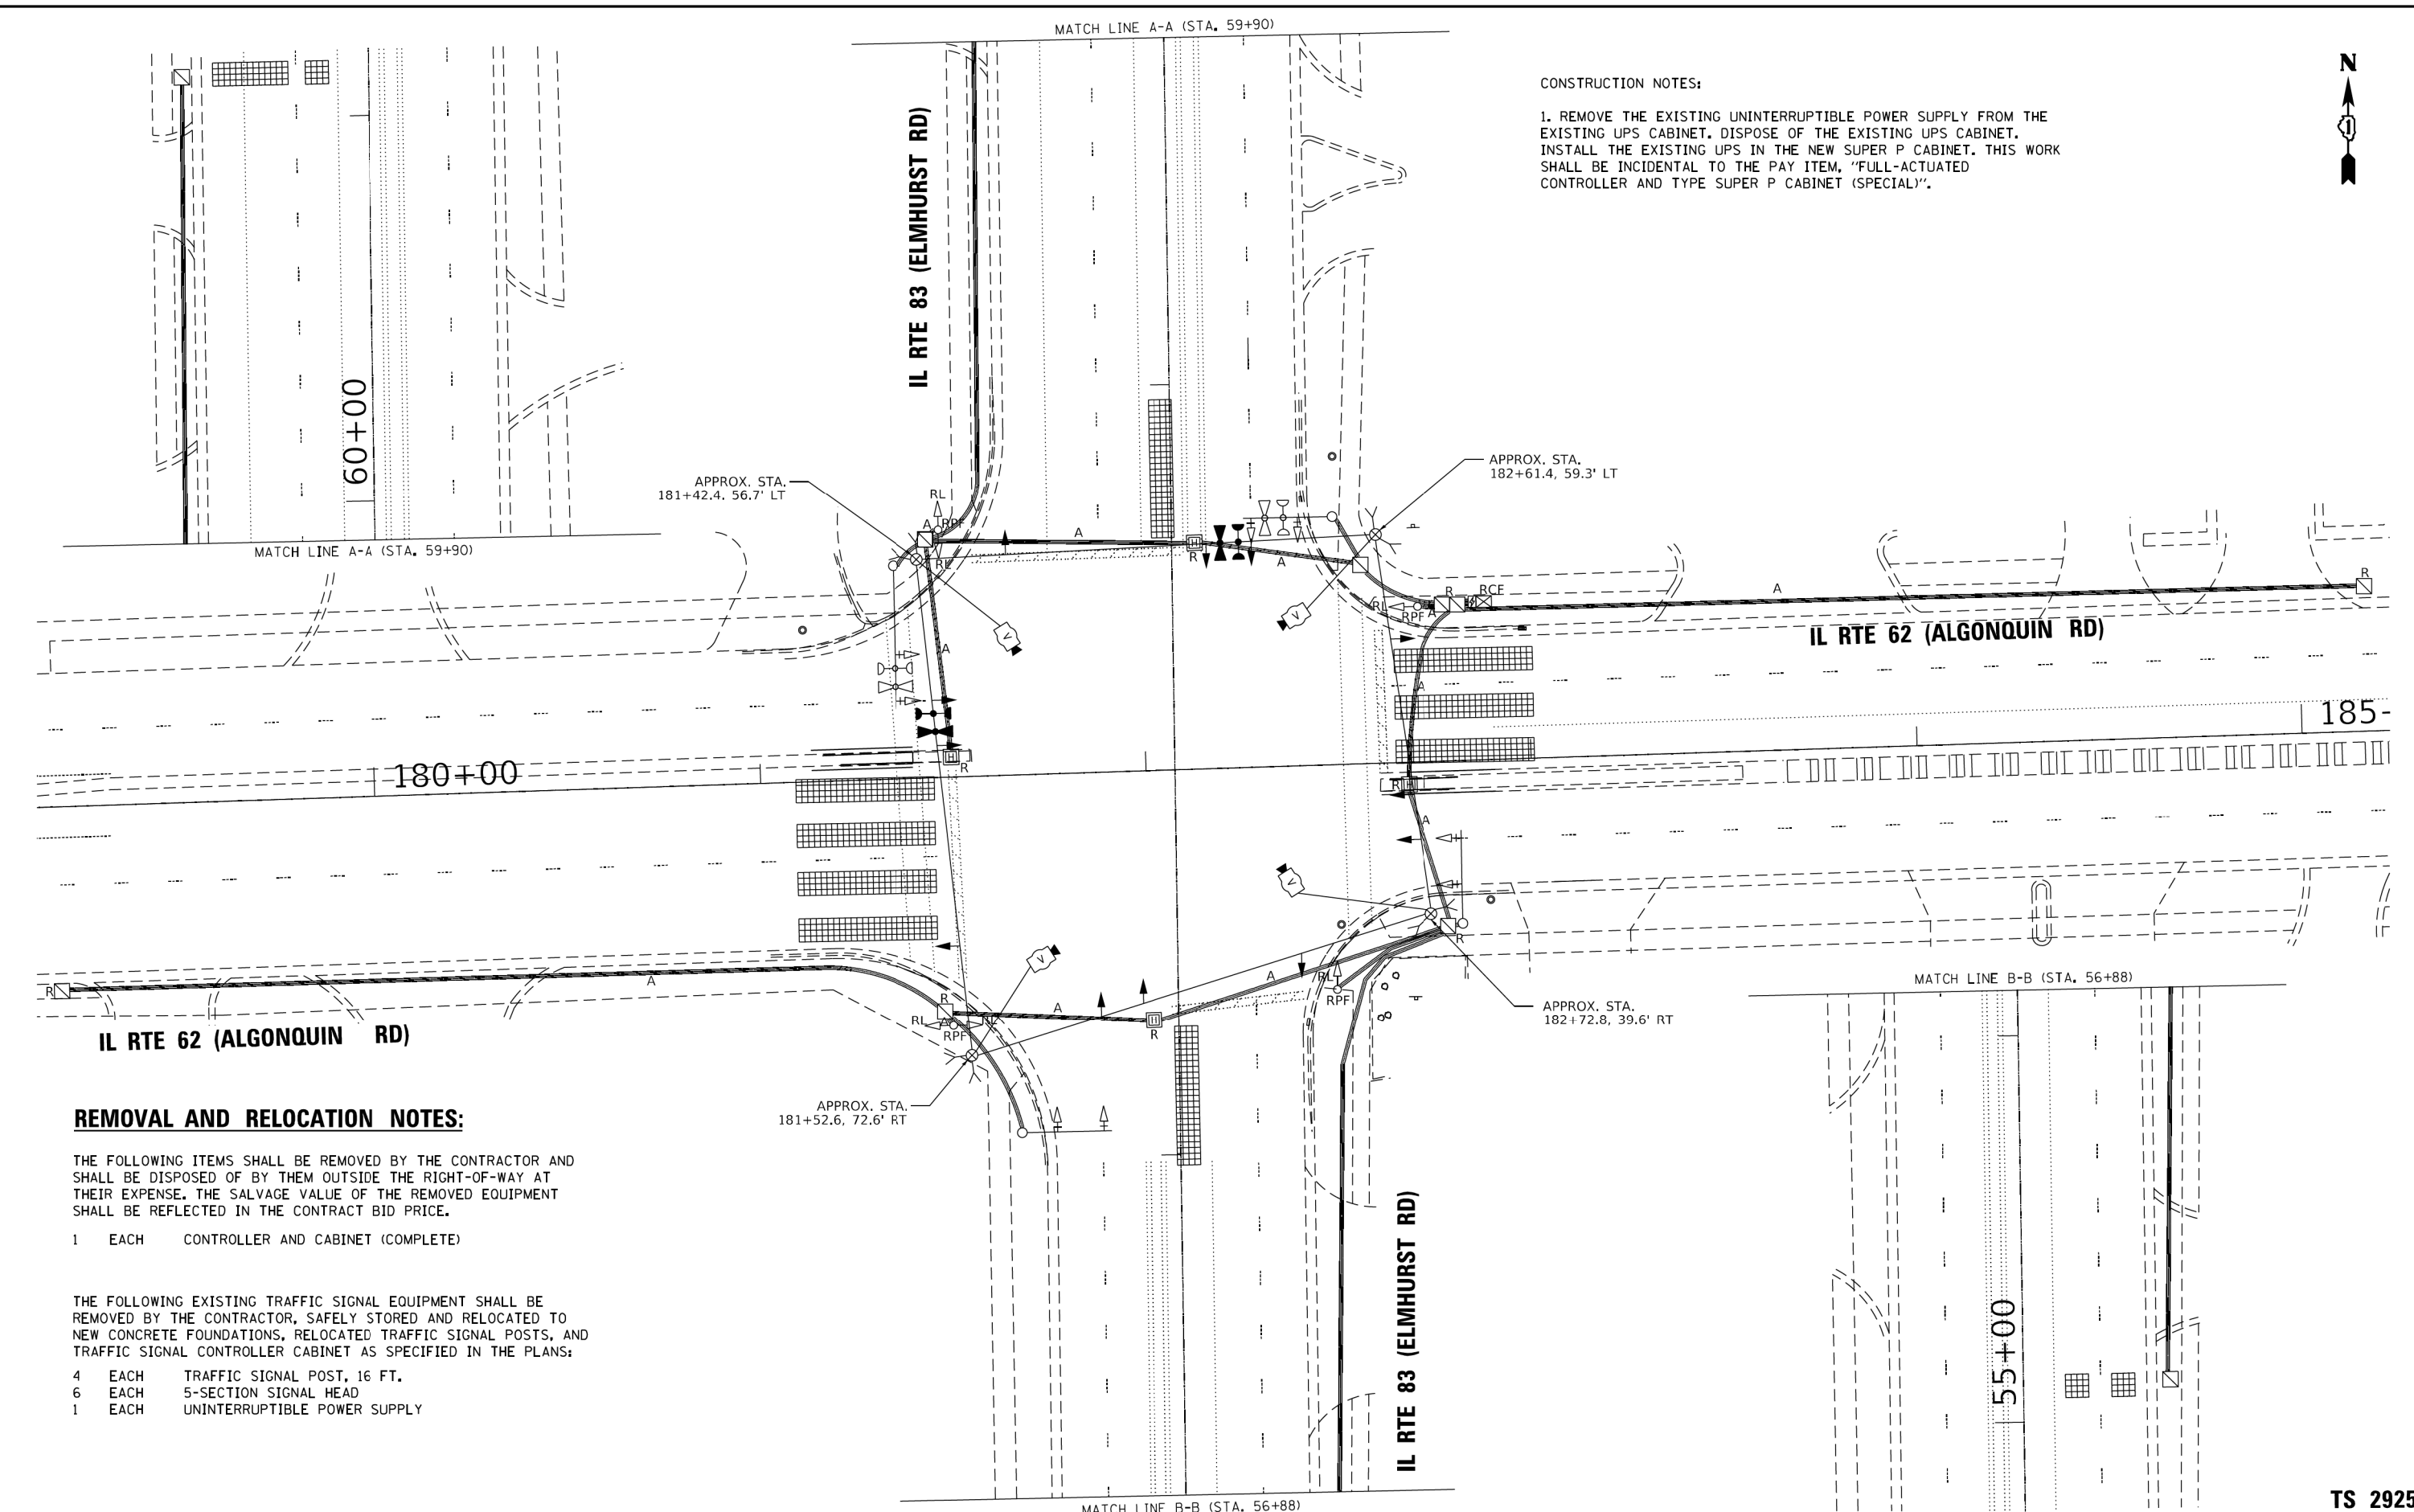 MATCH LINE A-A (STA. 59+90)
CONSTRUCTION NOTES:
1. REMOVE THE EXISTING UNINTERRUPTIBLE POWER SUPPLY FROM THE
EXISTING UPS CABINET. DISPOSE OF THE EXISTING UPS CABINET.
INSTALL THE EXISTING UPS IN THE NEW SUPER P CABINET. THIS WORK
SHALL BE INCIDENTAL TO THE PAY ITEM, "FULL-ACTUATED
CONTROLLER AND TYPE SUPER P CABINET (SPECIAL)".
N
1
IL RTE 83 (ELMHURST RD)
60+00
MATCH LINE A-A (STA. 59+90)
APPROX. STA.
181+42.4, 56.7' LT
APPROX. STA.
182+61.4, 59.3' LT
RL
A
RPF
A
H
R
A
RL
R
RCF
A
R
RL
A
RPF
V
V
A
A
IL RTE 62 (ALGONQUIN RD)
185-
H
R
180+00
R
H
A
V
V
R
A
RL
RPF
R
A
R
A
RL
RL
RPF
H
R
IL RTE 62 (ALGONQUIN RD)
APPROX. STA.
182+72.8, 39.6' RT
MATCH LINE B-B (STA. 56+88)
APPROX. STA.
181+52.6, 72.6' RT
REMOVAL AND RELOCATION NOTES:
THE FOLLOWING ITEMS SHALL BE REMOVED BY THE CONTRACTOR AND
SHALL BE DISPOSED OF BY THEM OUTSIDE THE RIGHT-OF-WAY AT
THEIR EXPENSE. THE SALVAGE VALUE OF THE REMOVED EQUIPMENT
SHALL BE REFLECTED IN THE CONTRACT BID PRICE.
1 EACH CONTROLLER AND CABINET (COMPLETE)
THE FOLLOWING EXISTING TRAFFIC SIGNAL EQUIPMENT SHALL BE
REMOVED BY THE CONTRACTOR, SAFELY STORED AND RELOCATED TO
NEW CONCRETE FOUNDATIONS, RELOCATED TRAFFIC SIGNAL POSTS, AND
TRAFFIC SIGNAL CONTROLLER CABINET AS SPECIFIED IN THE PLANS:
4 EACH TRAFFIC SIGNAL POST, 16 FT.
6 EACH 5-SECTION SIGNAL HEAD
1 EACH UNINTERRUPTIBLE POWER SUPPLY
IL RTE 83 (ELMHURST RD)
55+00
MATCH LINE B-B (STA. 56+88)
TS 2925